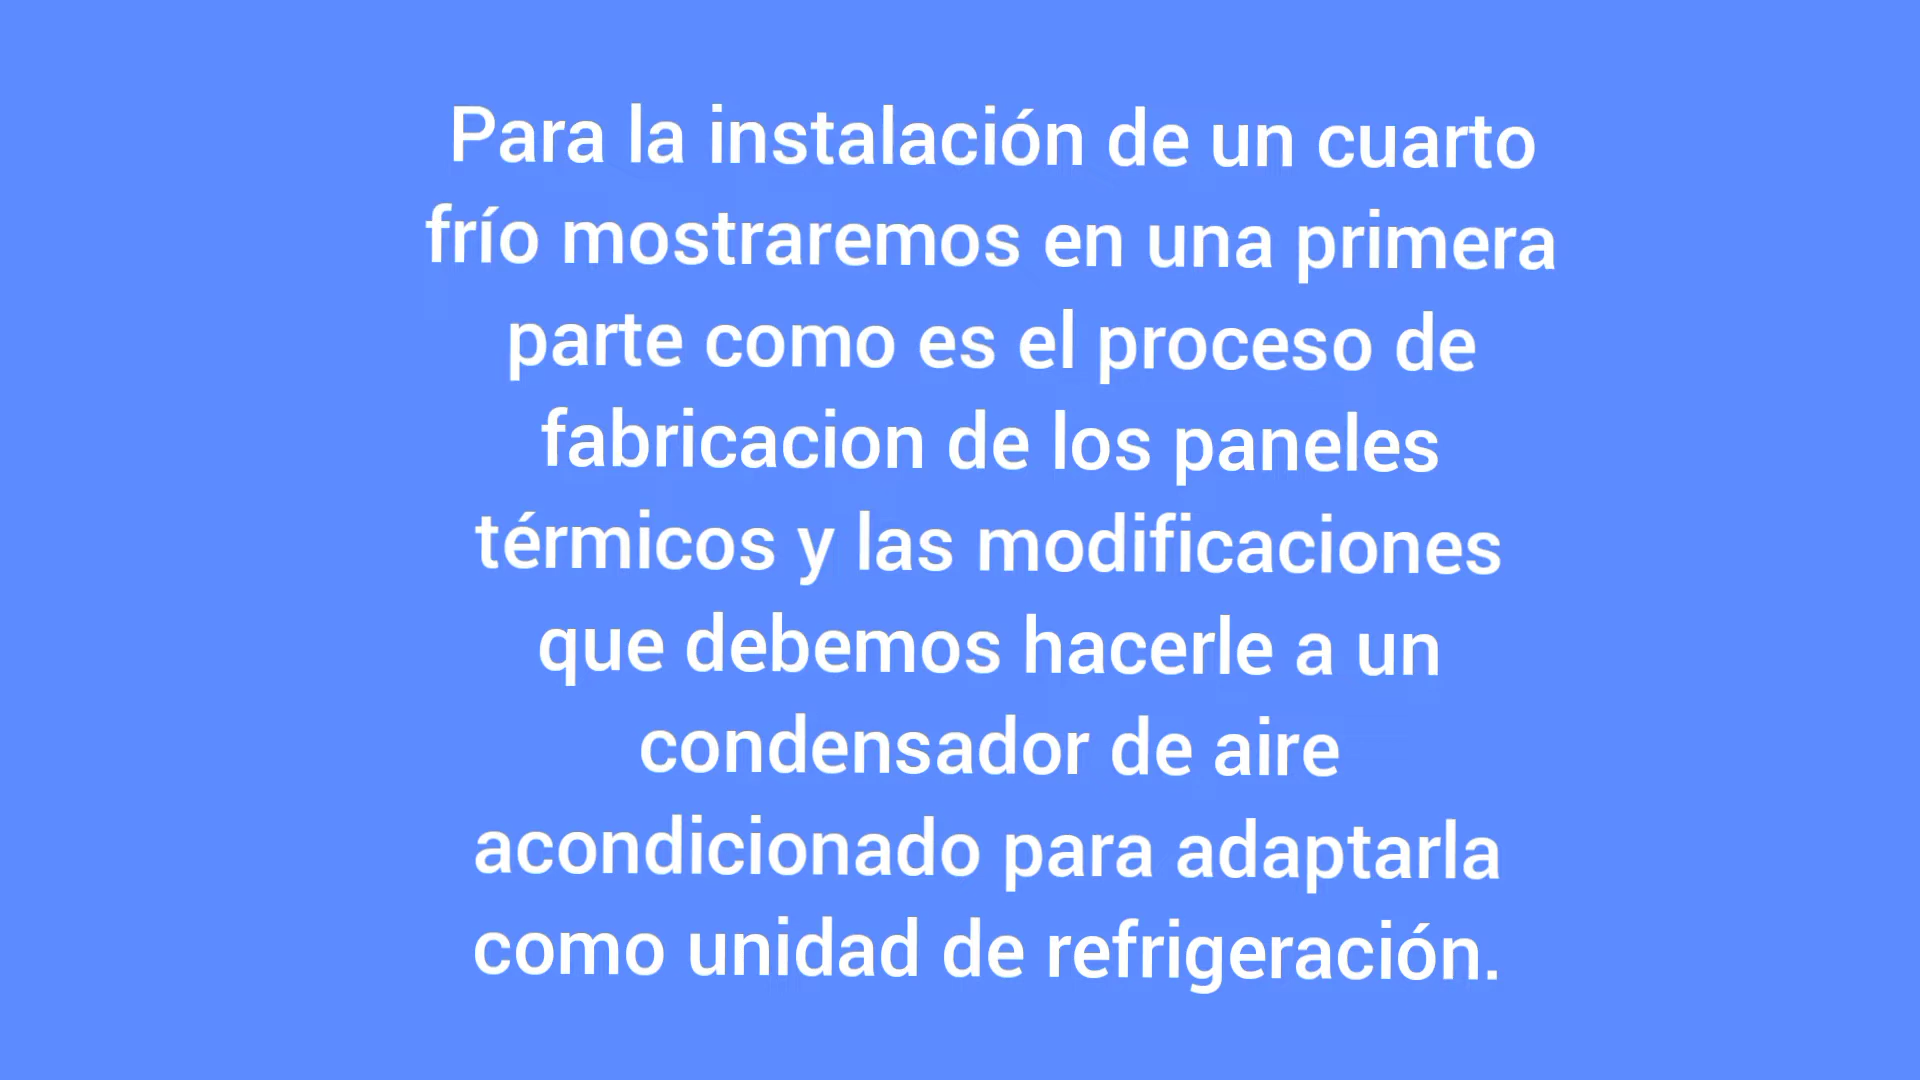 Para la instalación de un cuarto
frío mostraremos en una primera
parte como es el proceso de
fabricacion de los paneles
térmicos y las modificaciones
que debemos hacerle a un
condensador de aire
acondicionado para adaptarla
como unidad de refrigeración.